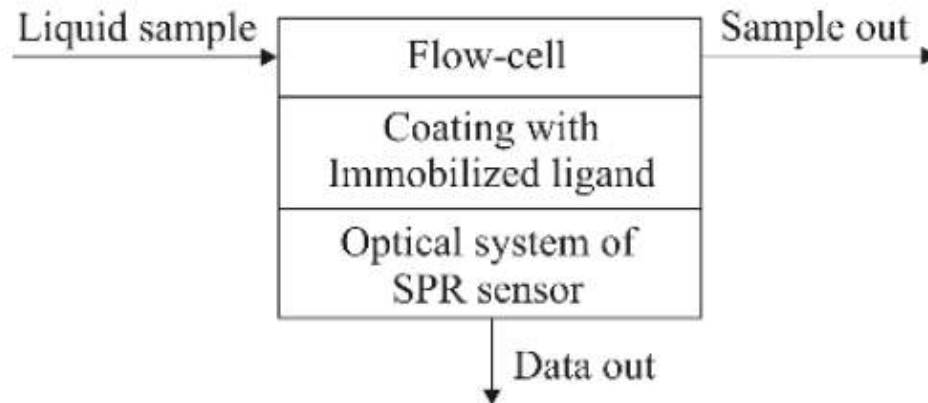 Liquid sample
Flow-cell
Sample out
Coating with
Immobilized ligand
Optical system of
SPR sensor
Data out